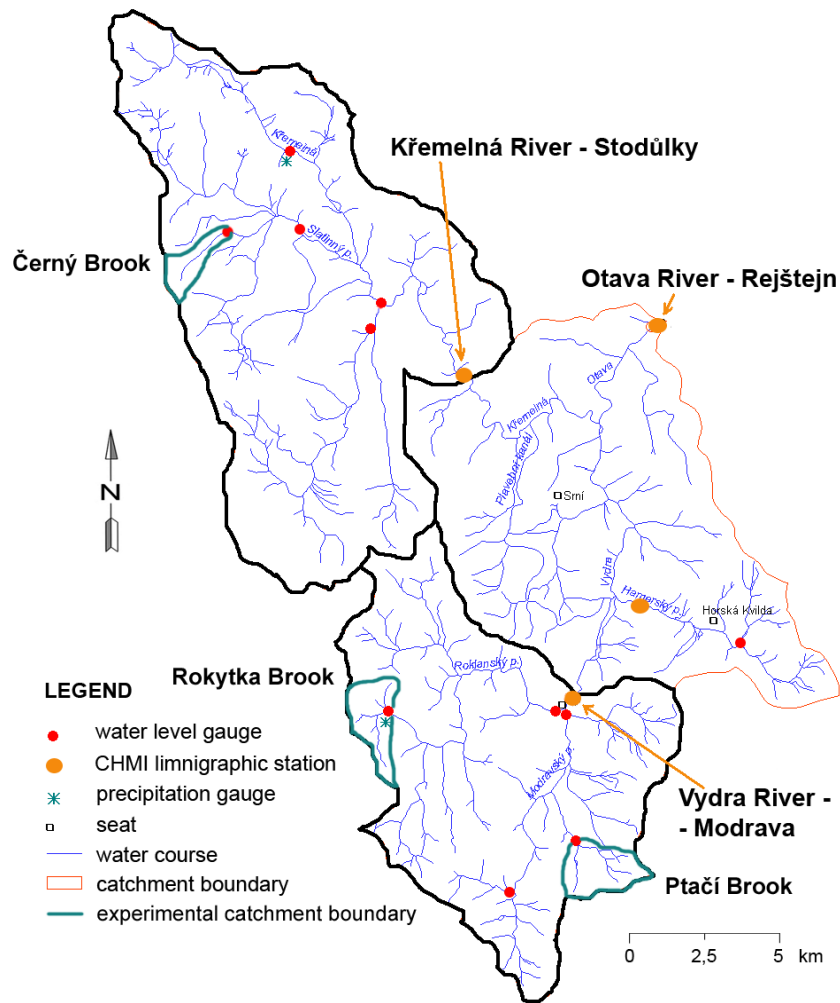 Křemelná
Křemelná River - Stodůlky
Slatinný p.
Černý Brook
Otava River - Rejštejn
Otava
Křemelná
Plavební kanál
N
Srní
Vydra
Hamerský p.
Horská Kvilda
Roklanský p.
Rokytka Brook
Modravský p.
Vydra River -
- Modrava
Ptačí Brook
LEGEND
water level gauge
CHMI limnigraphic station
precipitation gauge
seat
water course
catchment boundary
experimental catchment boundary
0 2,5 5 km